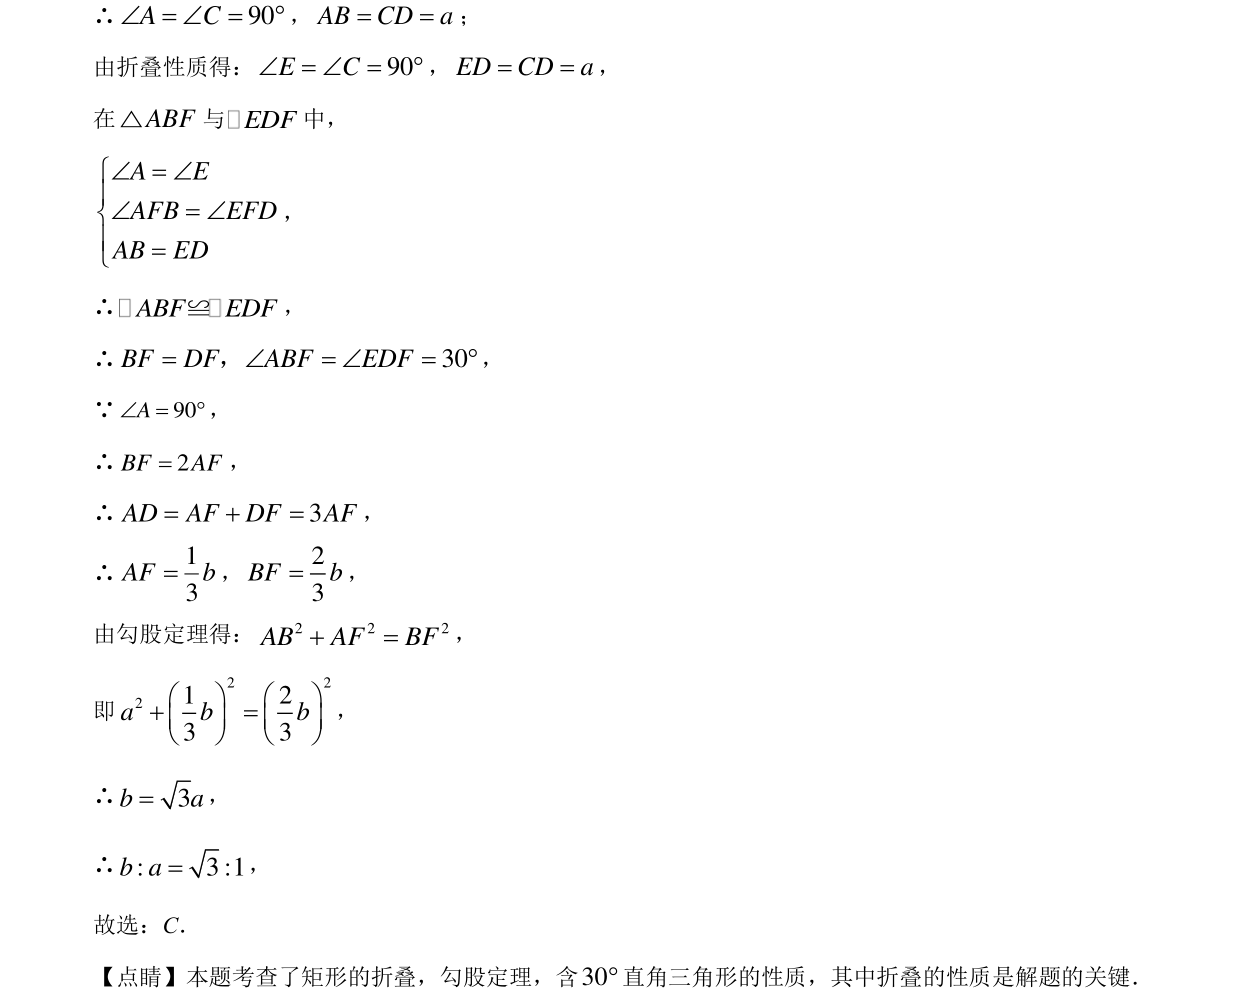 ∴ ∠A = ∠C = 90°，AB = CD = a；
由折叠性质得：∠E = ∠C = 90°，ED = CD = a，
在 △ABF 与 □EDF 中，
{∠A = ∠E
∠AFB = ∠EFD，
AB = ED
∴ □ABF≌□EDF，
∴ BF = DF，∠ABF = ∠EDF = 30°，
∵ ∠A = 90°，
∴ BF = 2AF，
∴ AD = AF + DF = 3AF，
∴ AF = 1/3 b，BF = 2/3 b，
由勾股定理得：AB² + AF² = BF²，
即 a² + (1/3 b)² = (2/3 b)²，
∴ b = √3a，
∴ b : a = √3 :1，
故选：C．
【点睛】本题考查了矩形的折叠，勾股定理，含30°直角三角形的性质，其中折叠的性质是解题的关键．